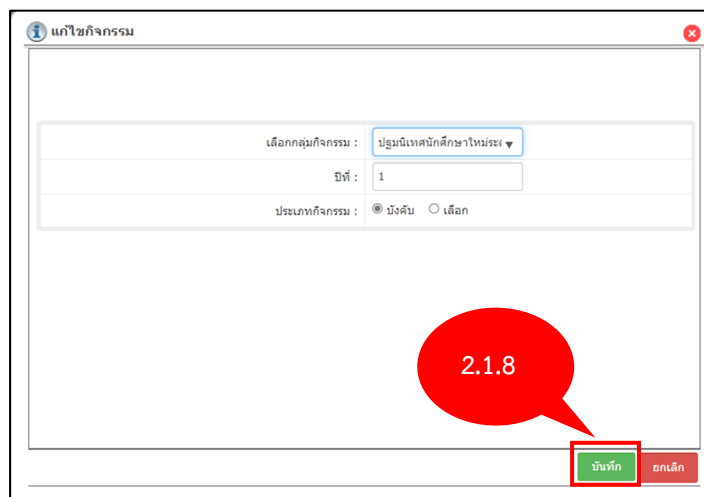 แก้ไขกิจกรรม
เลือกกลุ่มกิจกรรม : ปฐมนิเทศนักศึกษาใหม่ระ
ปีที่ : 1
ประเภทกิจกรรม : บังคับ เลือก
2.1.8
บันทึก ยกเลิก